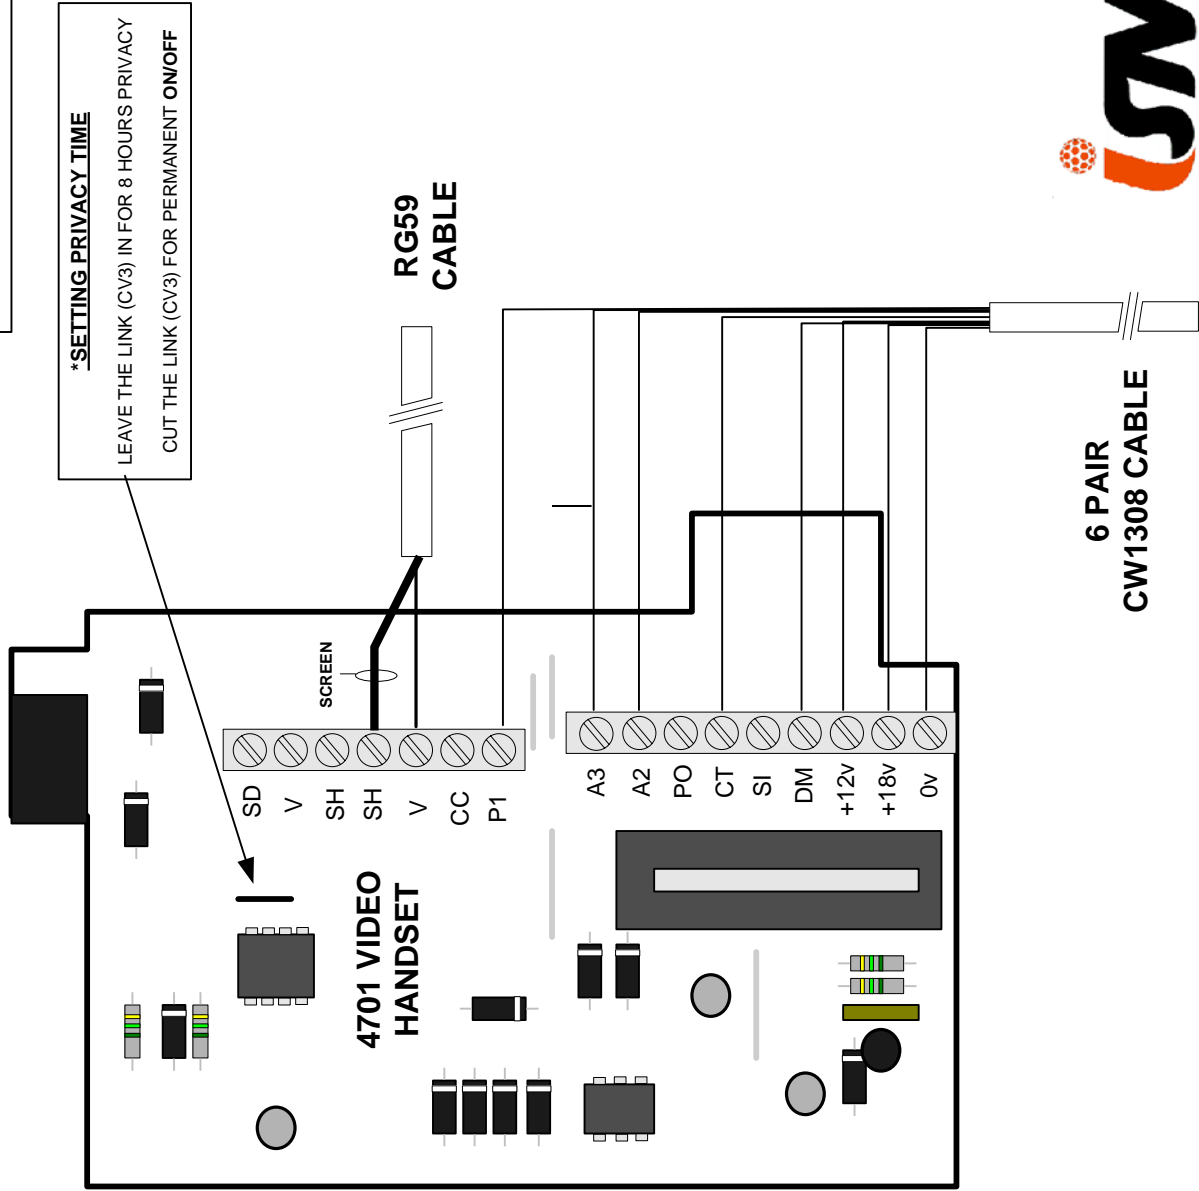 *SETTING PRIVACY TIME
LEAVE THE LINK (CV3) IN FOR 8 HOURS PRIVACY
CUT THE LINK (CV3) FOR PERMANENT ON/OFF
RG59
CABLE
SCREEN
SD
V
SH
SH
V
CC
P1
A3
A2
PO
CT
SI
DM
+12v
+18v
0v
4701 VIDEO
HANDSET
6 PAIR
CW1308 CABLE